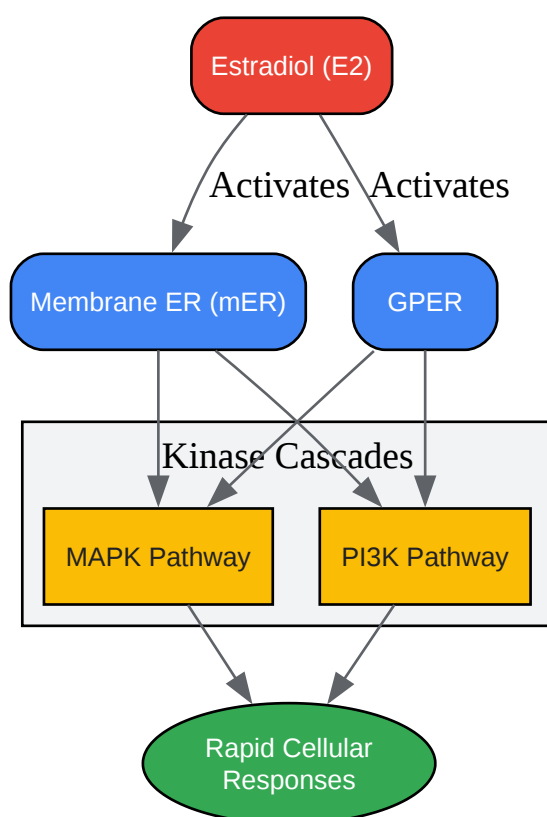 Estradiol (E2)
Activates Activates
Membrane ER (mER) GPER
Kinase Cascades
MAPK Pathway PI3K Pathway
Rapid Cellular
Responses